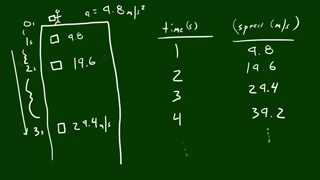 0s a = 9.8 m/s²
1s 9.8
2s 19.6
3s 29.4 m/s
time (s) (speed (m/s)
1 9.8
2 19.6
3 29.4
4 39.2
⋮ ⋮